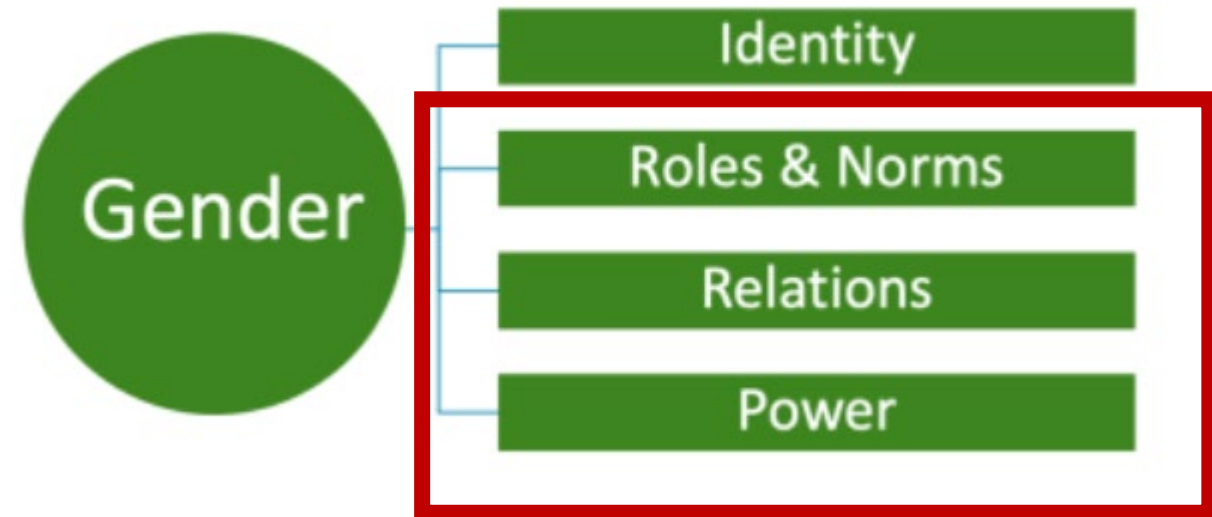 Gender
Identity
Roles & Norms
Relations
Power